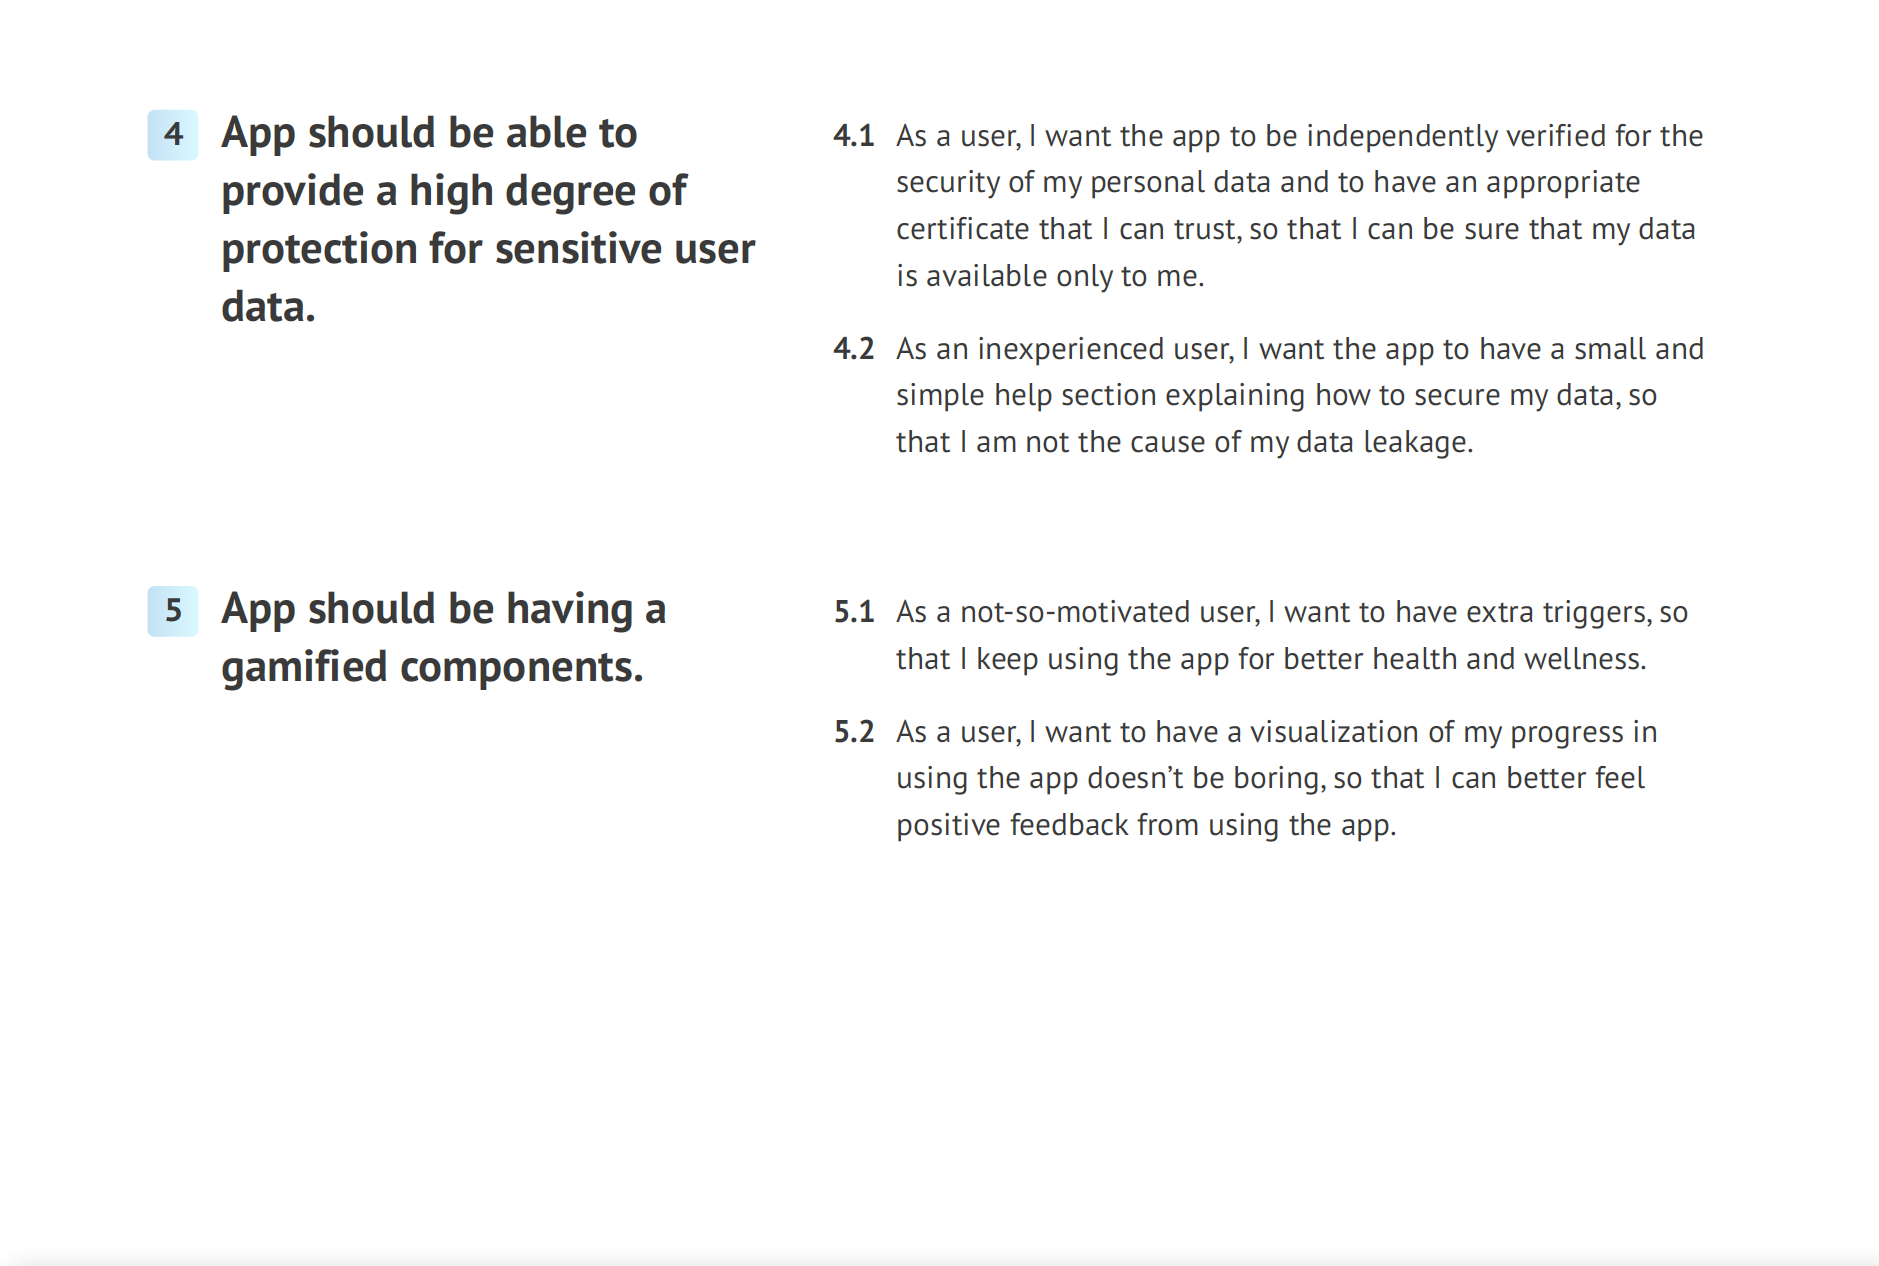 4
App should be able to
provide a high degree of
protection for sensitive user
data.
4.1 As a user, I want the app to be independently verified for the
security of my personal data and to have an appropriate
certificate that I can trust, so that I can be sure that my data
is available only to me.
4.2 As an inexperienced user, I want the app to have a small and
simple help section explaining how to secure my data, so
that I am not the cause of my data leakage.
5
App should be having a
gamified components.
5.1 As a not-so-motivated user, I want to have extra triggers, so
that I keep using the app for better health and wellness.
5.2 As a user, I want to have a visualization of my progress in
using the app doesn’t be boring, so that I can better feel
positive feedback from using the app.